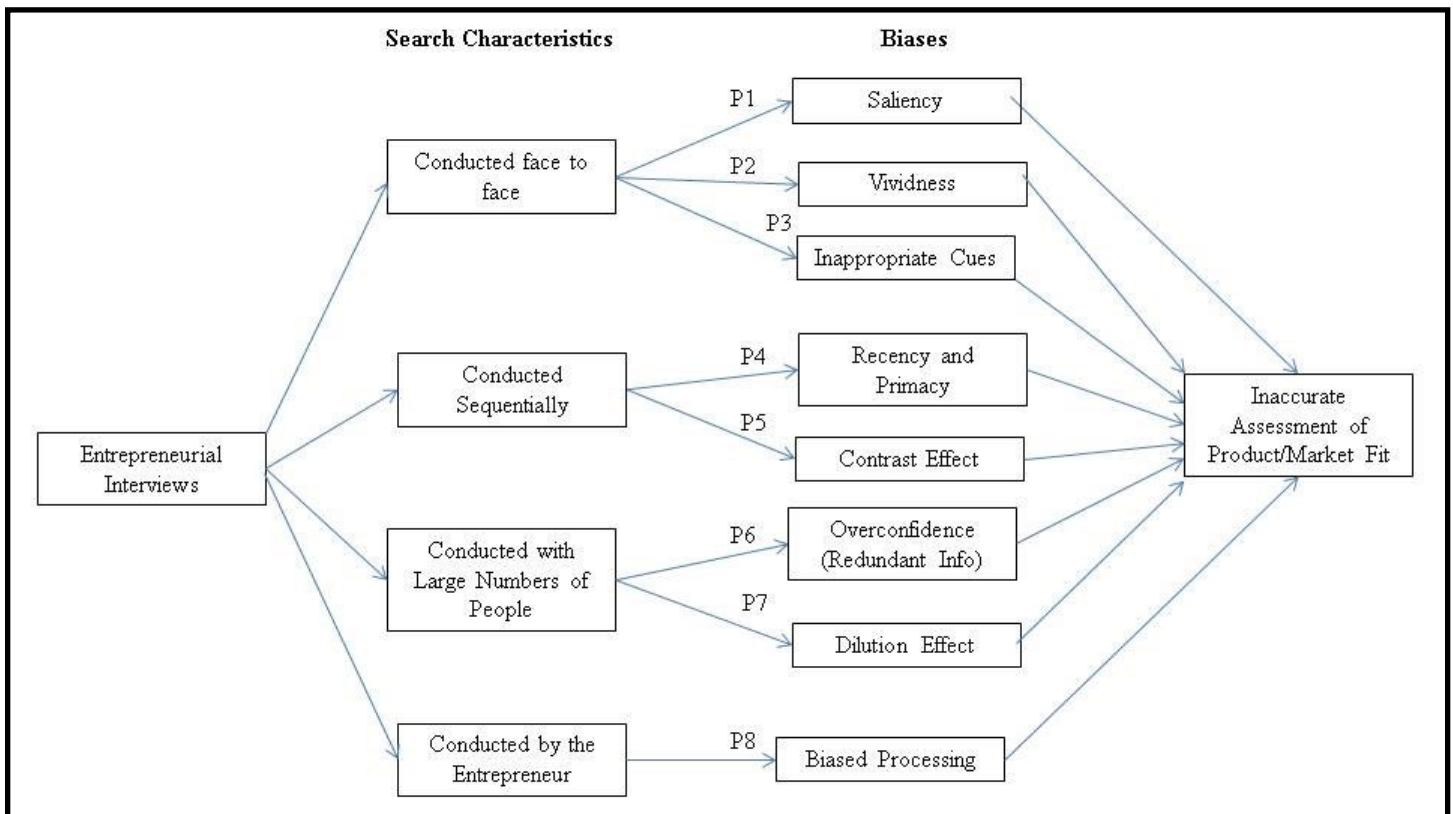 Search Characteristics
Biases
P1
Saliency
Conducted face to
face
P2
Vividness
P3
Inappropriate Cues
P4
Recency and
Primacy
Conducted
Sequentially
P5
Contrast Effect
Entrepreneurial
Interviews
Inaccurate
Assessment of
Product/Market Fit
P6
Overconfidence
(Redundant Info)
Conducted with
Large Numbers of
People
P7
Dilution Effect
Conducted by the
Entrepreneur
P8
Biased Processing